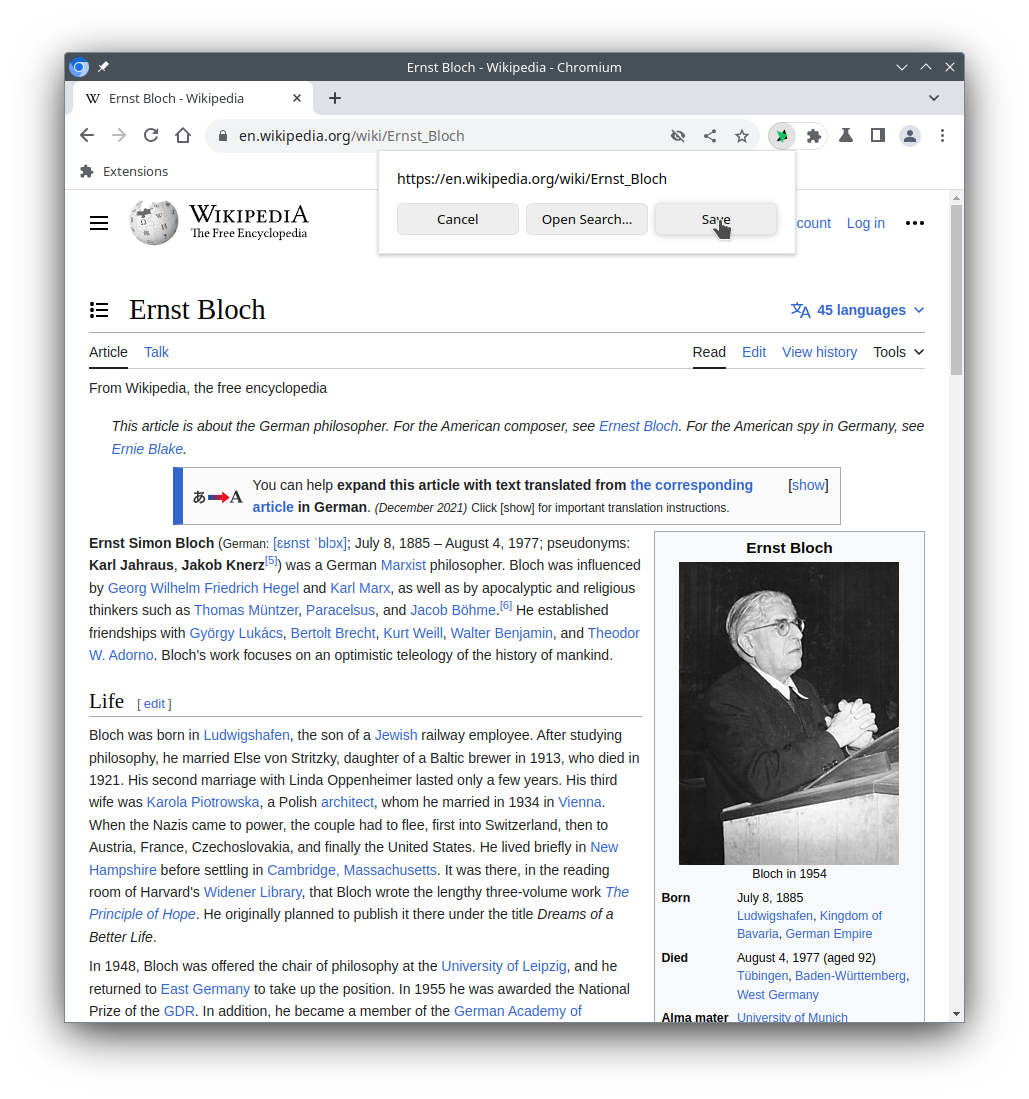 Ernst Bloch - Wikipedia - Chromium
W Ernst Bloch - Wikipedia
en.wikipedia.org/wiki/Ernst_Bloch
Extensions
https://en.wikipedia.org/wiki/Ernst_Bloch
Cancel Open Search... Save
WIKIPEDIA
The Free Encyclopedia
count Log in
Ernst Bloch
45 languages
Article Talk Read Edit View history Tools
From Wikipedia, the free encyclopedia
This article is about the German philosopher. For the American composer, see Ernest Bloch. For the American spy in Germany, see
Ernie Blake.
あ A
You can help expand this article with text translated from the corresponding [show]
article in German. (December 2021) Click [show] for important translation instructions.
Ernst Simon Bloch (German: [ɛʁnst ˈblɔx]; July 8, 1885 – August 4, 1977; pseudonyms:
Karl Jahraus, Jakob Knerz[5]) was a German Marxist philosopher. Bloch was influenced
by Georg Wilhelm Friedrich Hegel and Karl Marx, as well as by apocalyptic and religious
thinkers such as Thomas Müntzer, Paracelsus, and Jacob Böhme.[6] He established
friendships with György Lukács, Bertolt Brecht, Kurt Weill, Walter Benjamin, and Theodor
W. Adorno. Bloch's work focuses on an optimistic teleology of the history of mankind.
Life [ edit ]
Bloch was born in Ludwigshafen, the son of a Jewish railway employee. After studying
philosophy, he married Else von Stritzky, daughter of a Baltic brewer in 1913, who died in
1921. His second marriage with Linda Oppenheimer lasted only a few years. His third
wife was Karola Piotrowska, a Polish architect, whom he married in 1934 in Vienna.
When the Nazis came to power, the couple had to flee, first into Switzerland, then to
Austria, France, Czechoslovakia, and finally the United States. He lived briefly in New
Hampshire before settling in Cambridge, Massachusetts. It was there, in the reading
room of Harvard's Widener Library, that Bloch wrote the lengthy three-volume work The
Principle of Hope. He originally planned to publish it there under the title Dreams of a
Better Life.
In 1948, Bloch was offered the chair of philosophy at the University of Leipzig, and he
returned to East Germany to take up the position. In 1955 he was awarded the National
Prize of the GDR. In addition, he became a member of the German Academy of
Ernst Bloch
Bloch in 1954
Born July 8, 1885
Ludwigshafen, Kingdom of
Bavaria, German Empire
Died August 4, 1977 (aged 92)
Tübingen, Baden-Württemberg,
West Germany
Alma mater University of Munich